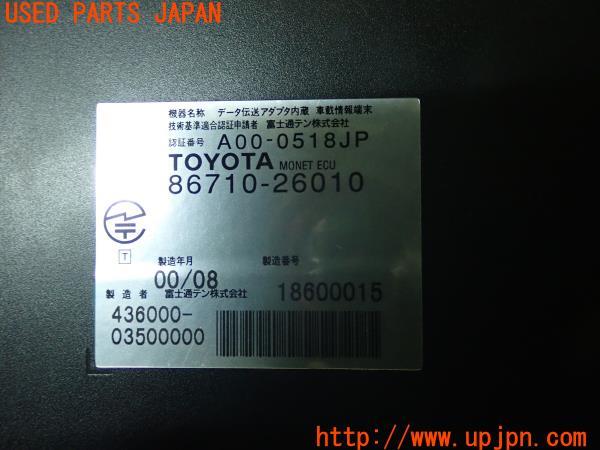 USED PARTS JAPAN
機器名称 データ伝送アダプタ内蔵 車載情報端末
技術基準適合認証申請者 富士通テン株式会社
認証番号 A00-0518JP
TOYOTA MONET ECU
86710-26010
T
製造年月 製造番号
00/08 18600015
製造者 富士通テン株式会社
436000-
03500000
http://www.upjpn.com/